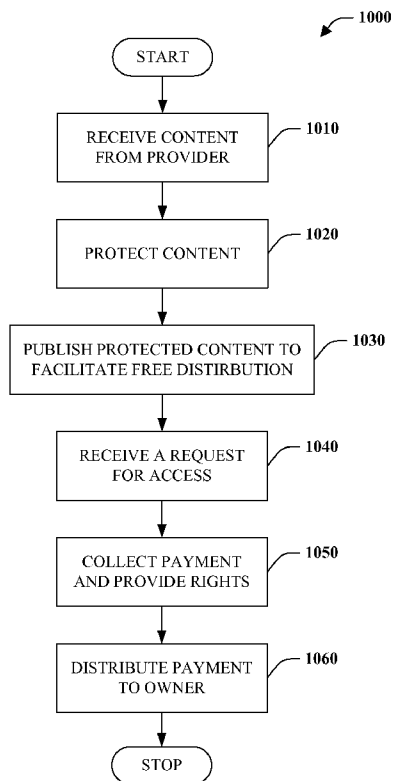 1000
START
RECEIVE CONTENT
FROM PROVIDER
1010
PROTECT CONTENT
1020
PUBLISH PROTECTED CONTENT TO
FACILITATE FREE DISTIRBUTION
1030
RECEIVE A REQUEST
FOR ACCESS
1040
COLLECT PAYMENT
AND PROVIDE RIGHTS
1050
DISTRIBUTE PAYMENT
TO OWNER
1060
STOP